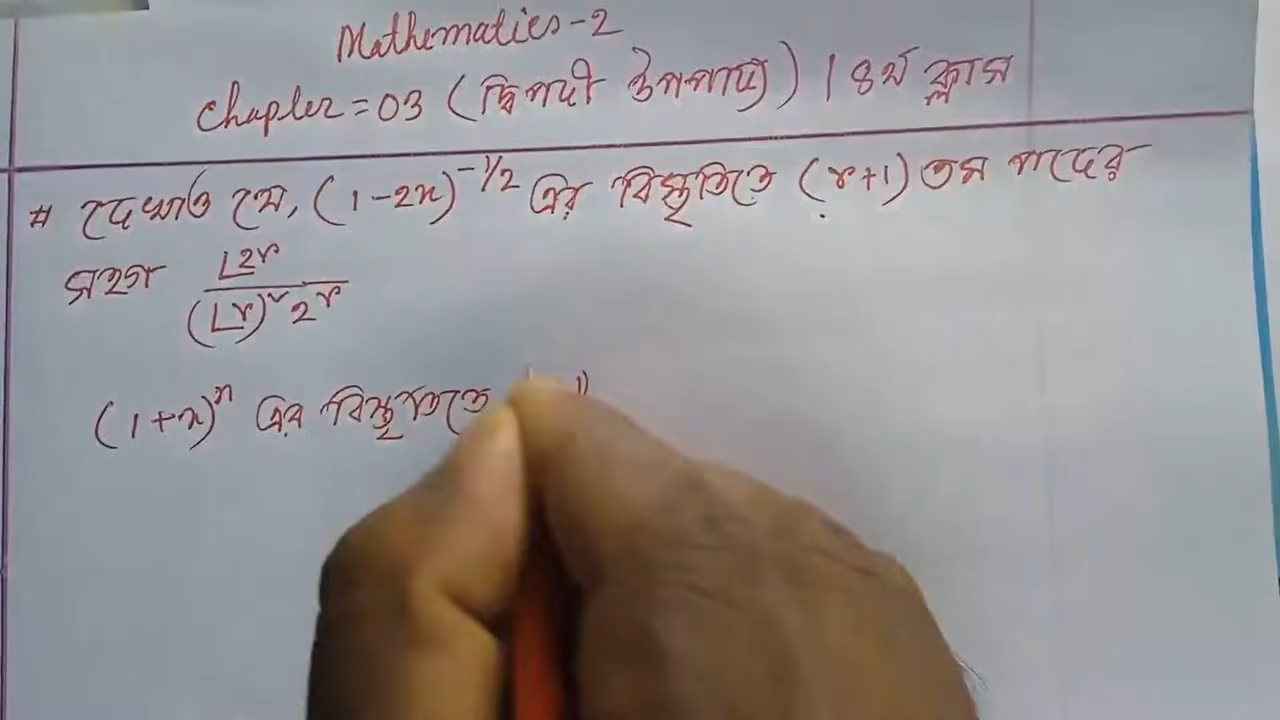 Mathematics-2
Chapter=03 (দ্বিপদী উপপাদ্য) | ৪র্থ ক্লাস
# দেখাও যে, (1-2x)^-1/2 এর বিস্তৃতিতে (r+1) তম পদের
সহগ ⌊2r / (⌊r)² 2^r
(1+x)^n এর বিস্তৃতিতে